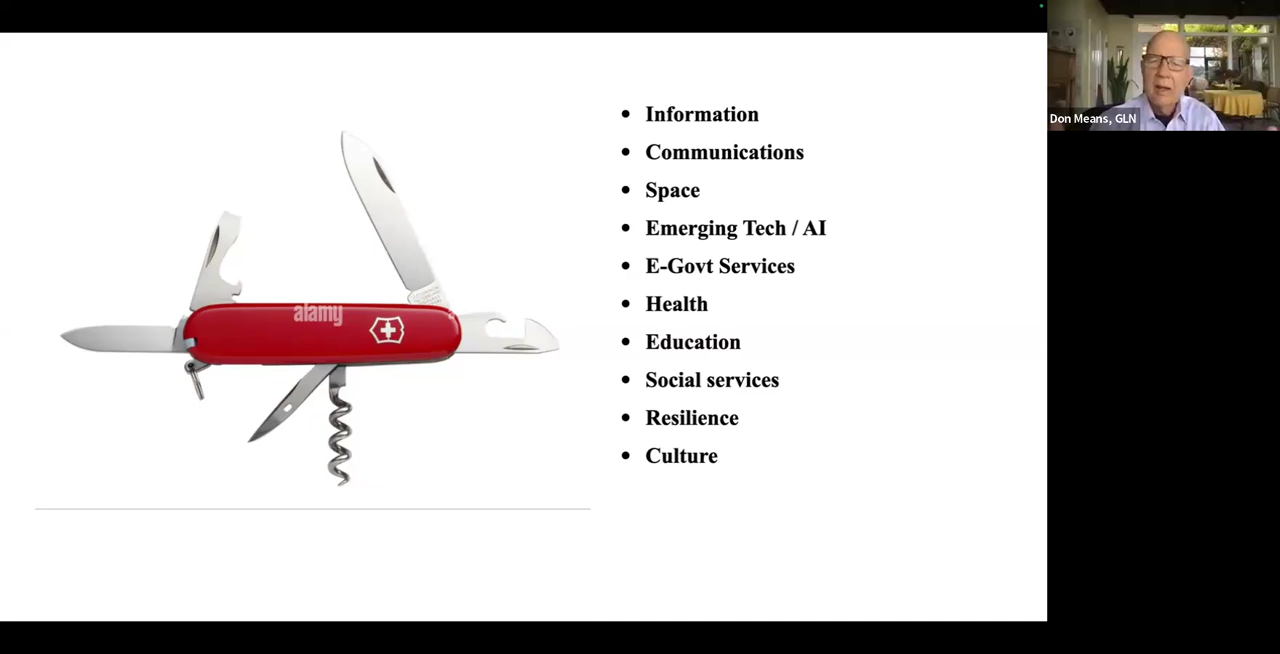 Information
Communications
Space
Emerging Tech / AI
E-Govt Services
Health
Education
Social services
Resilience
Culture
alamy
Don Means, GLN